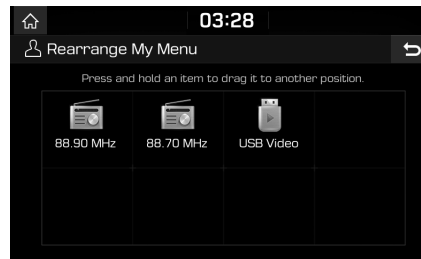 03:28
Rearrange My Menu
Press and hold an item to drag it to another position.
88.90 MHz 88.70 MHz USB Video